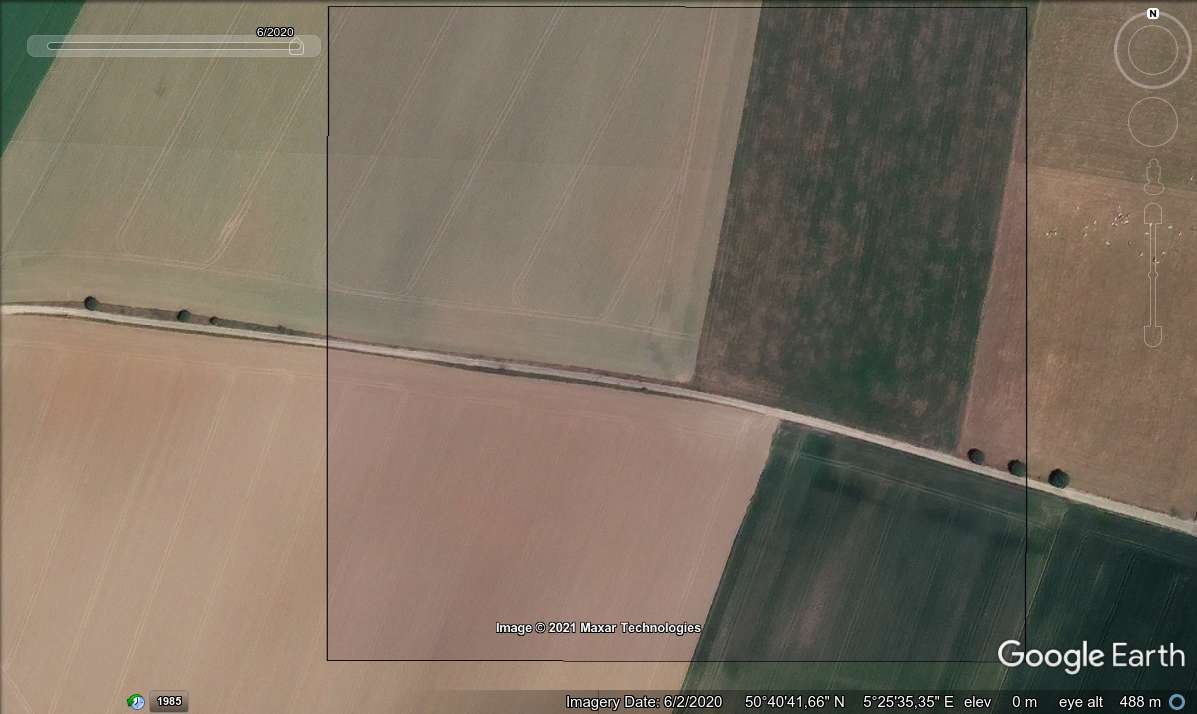 N
6/2020
Image © 2021 Maxar Technologies
Google Earth
1985
Imagery Date: 6/2/2020 50°40'41,66" N 5°25'35,35" E elev 0 m eye alt 488 m